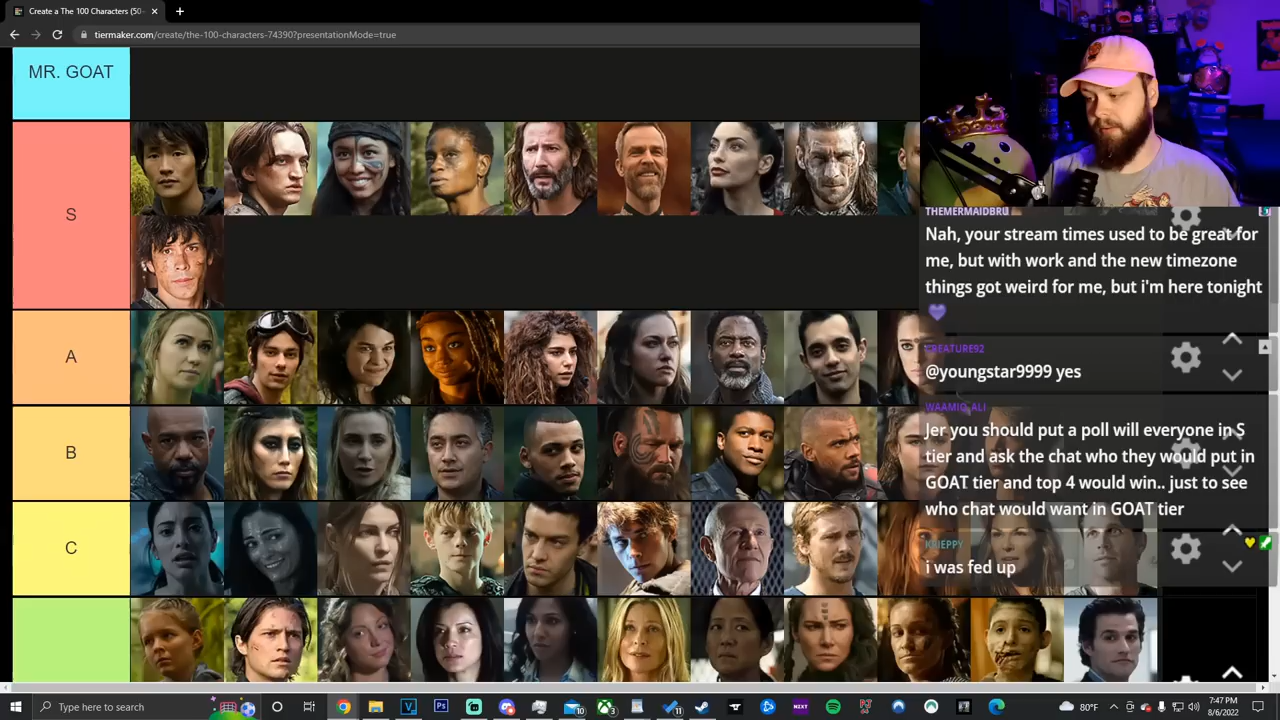 Create a The 100 Characters (50
tiermaker.com/create/the-100-characters-74390?presentationMode=true
MR. GOAT
S
A
B
C
THEMERMAIDBRU
Nah, your stream times used to be great for
me, but with work and the new timezone
things got weird for me, but i'm here tonight
CREATURE92
@youngstar9999 yes
WAAMIQ_ALI
Jer you should put a poll will everyone in S
tier and ask the chat who they would put in
GOAT tier and top 4 would win.. just to see
who chat would want in GOAT tier
i was fed up
Type here to search
80°F
7:47 PM
8/6/2022